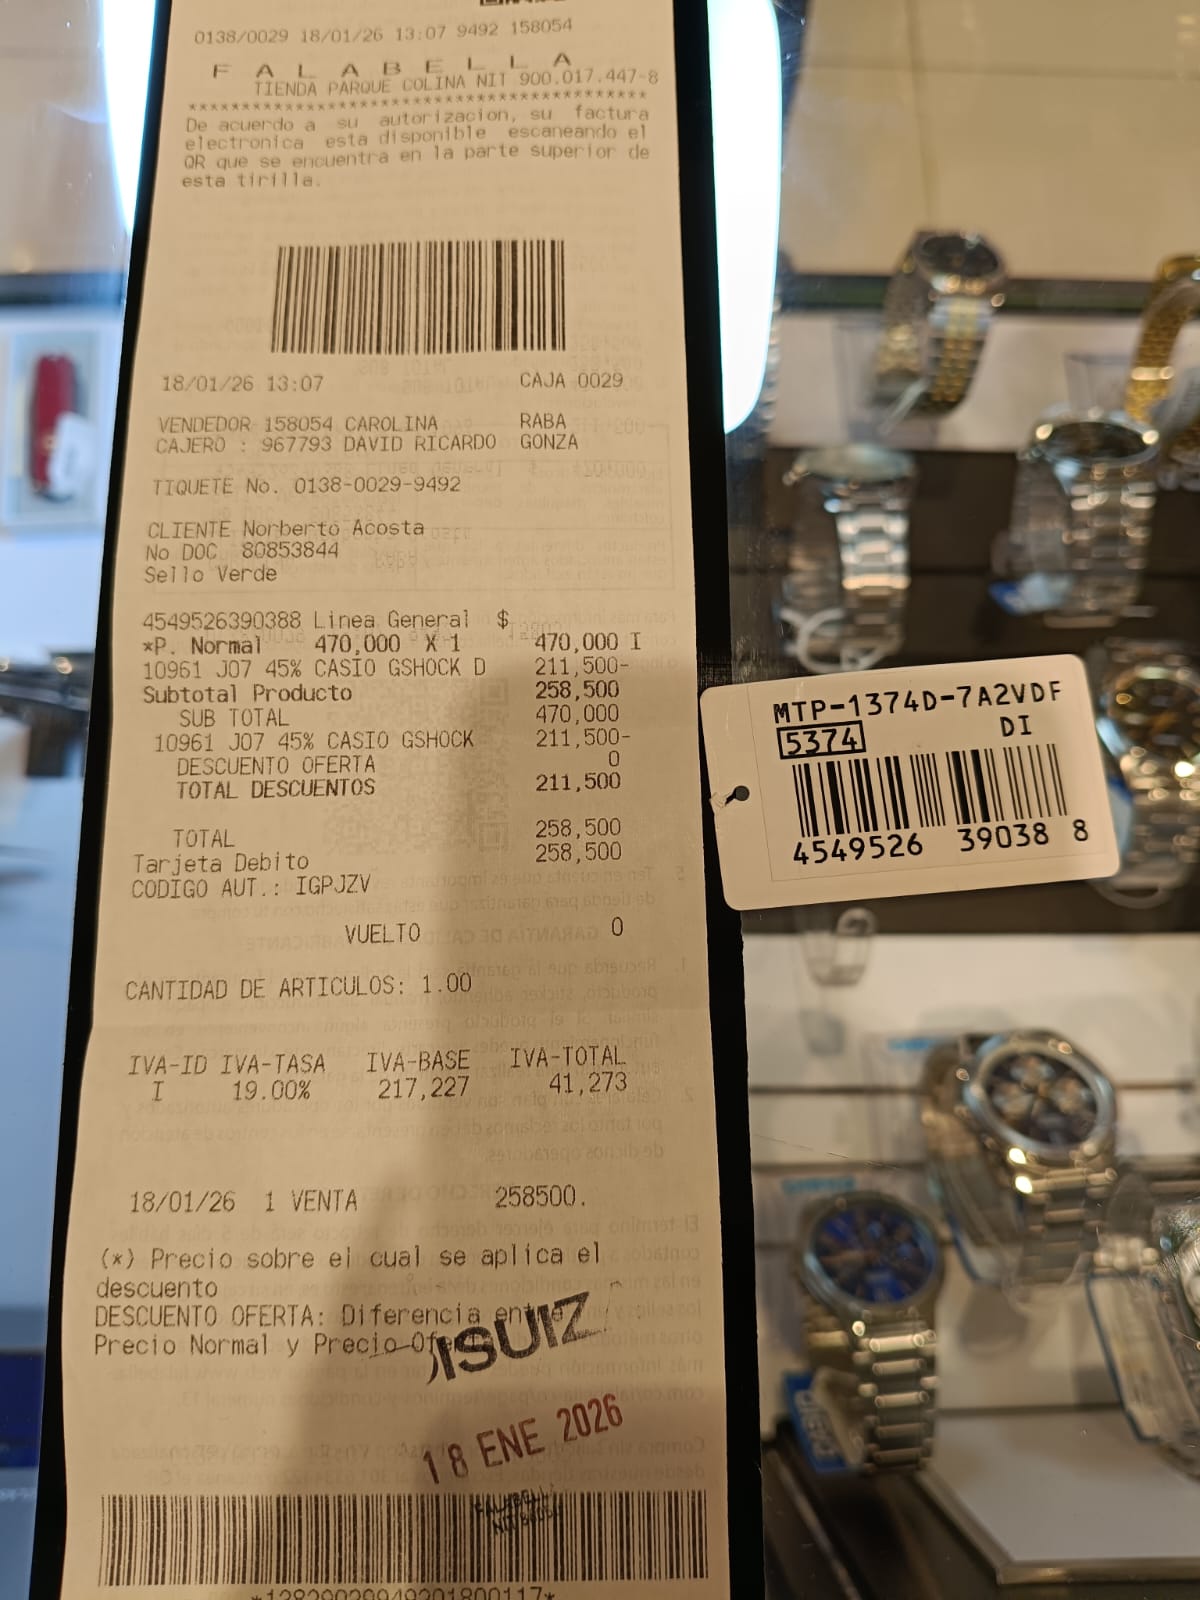 0138/0029 18/01/26 13:07 9492 158054
F A L A B E L L A
TIENDA PARQUE COLINA NIT 900.017.447-8
******************************************
De acuerdo a su autorizacion, su factura
electronica esta disponible escaneando el
QR que se encuentra en la parte superior de
esta tirilla.
18/01/26 13:07 CAJA 0029
VENDEDOR 158054 CAROLINA RABA
CAJERO : 967793 DAVID RICARDO GONZA
TIQUETE No. 0138-0029-9492
CLIENTE Norberto Acosta
No DOC 80853844
Sello Verde
4549526390388 Linea General $
*P. Normal 470,000 X 1 470,000 I
10961 J07 45% CASIO GSHOCK D 211,500-
Subtotal Producto 258,500
SUB TOTAL 470,000
10961 J07 45% CASIO GSHOCK 211,500-
DESCUENTO OFERTA 0
TOTAL DESCUENTOS 211,500
TOTAL 258,500
Tarjeta Debito 258,500
CODIGO AUT.: IGPJZV
VUELTO 0
CANTIDAD DE ARTICULOS: 1.00
IVA-ID IVA-TASA IVA-BASE IVA-TOTAL
I 19.00% 217,227 41,273
18/01/26 1 VENTA 258500.
(*) Precio sobre el cual se aplica el
descuento
DESCUENTO OFERTA: Diferencia entre
Precio Normal y Precio Oferta
18 ENE 2026
FALABELLA
MTP-1374D-7A2VDF
5374 DI
4549526 39038 8